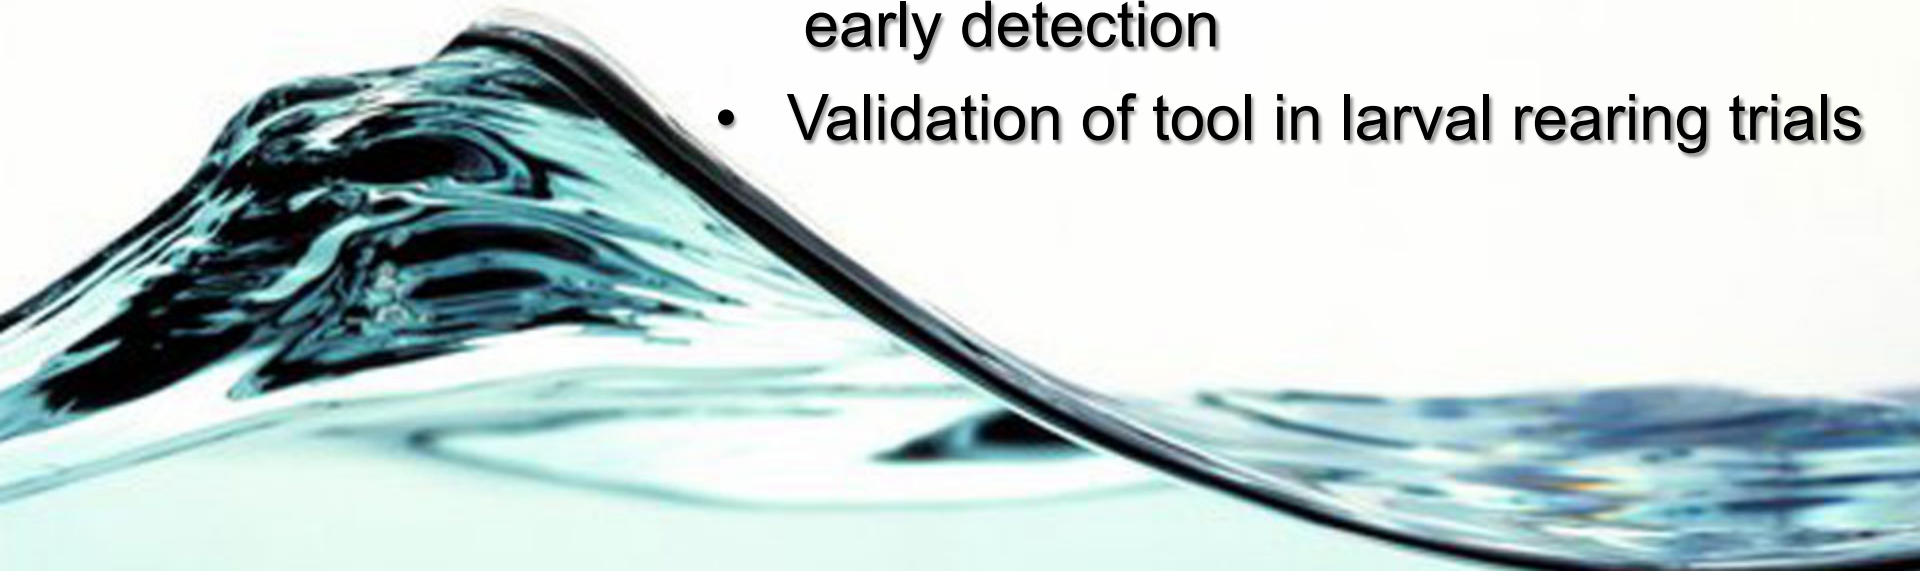 early detection
• Validation of tool in larval rearing trials